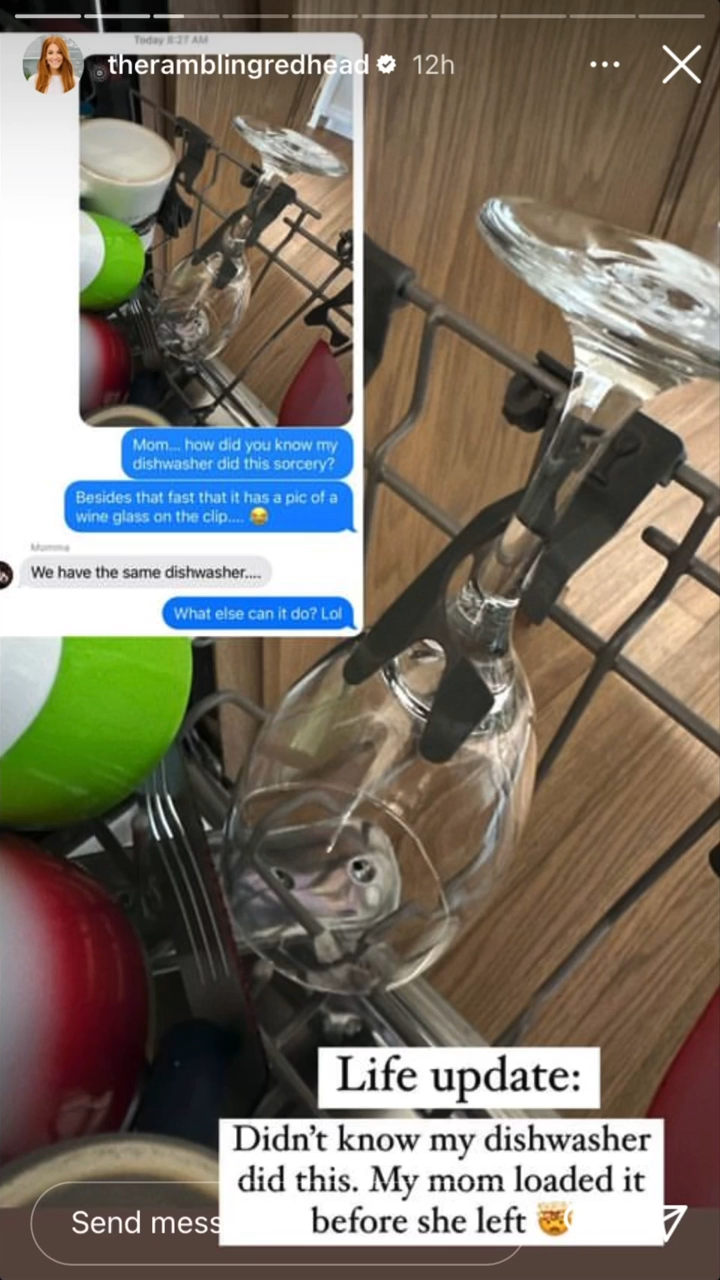 Today 8:27 AM
theramblingredhead 12h
Mom.... how did you know my
dishwasher did this sorcery?
Besides that fast that it has a pic of a
wine glass on the clip.... 😂
Momma
We have the same dishwasher....
What else can it do? Lol
Life update:
Didn't know my dishwasher
did this. My mom loaded it
before she left 🤯
Send mess